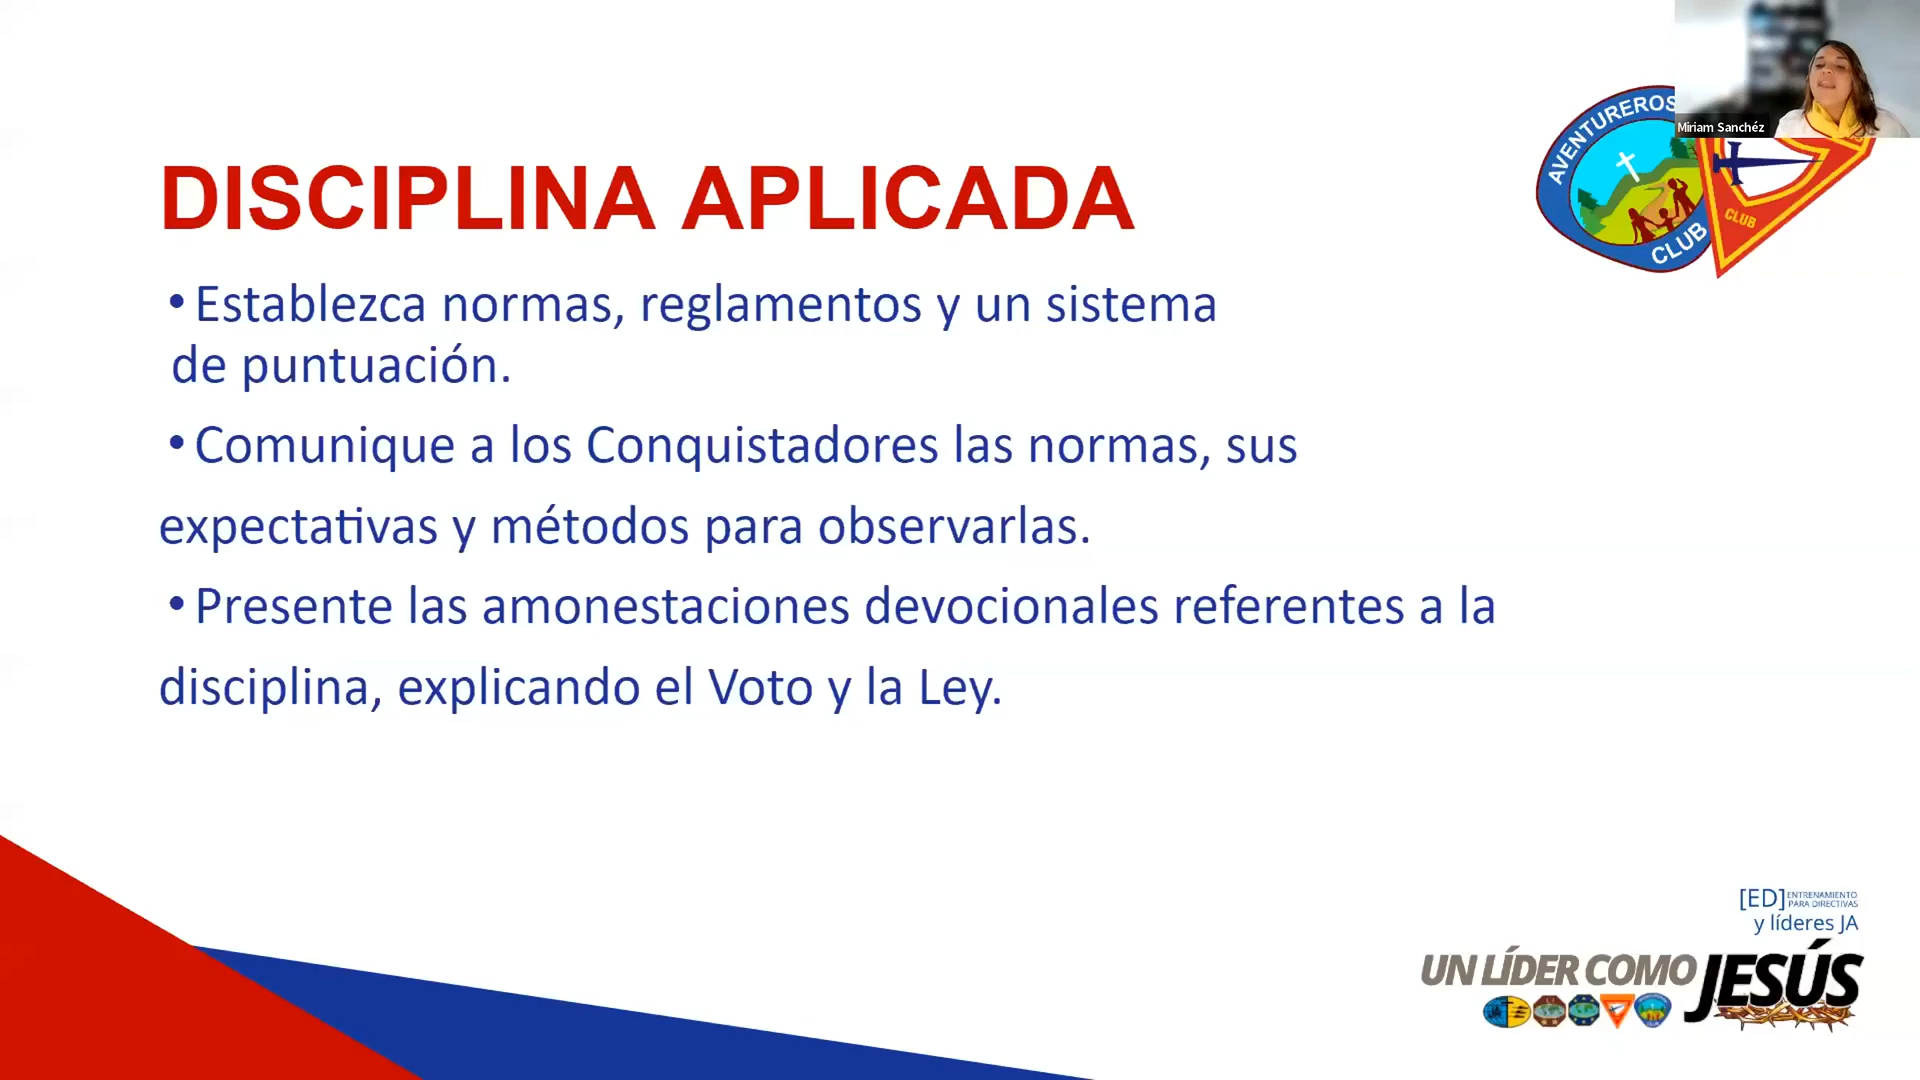 AVENTUREROS
CLUB
CLUB
Miriam Sanchéz
DISCIPLINA APLICADA
•Establezca normas, reglamentos y un sistema
de puntuación.
•Comunique a los Conquistadores las normas, sus
expectativas y métodos para observarlas.
•Presente las amonestaciones devocionales referentes a la
disciplina, explicando el Voto y la Ley.
[ED] ENTRENAMIENTO
PARA DIRECTIVAS
y líderes JA
UN LÍDER COMO JESÚS